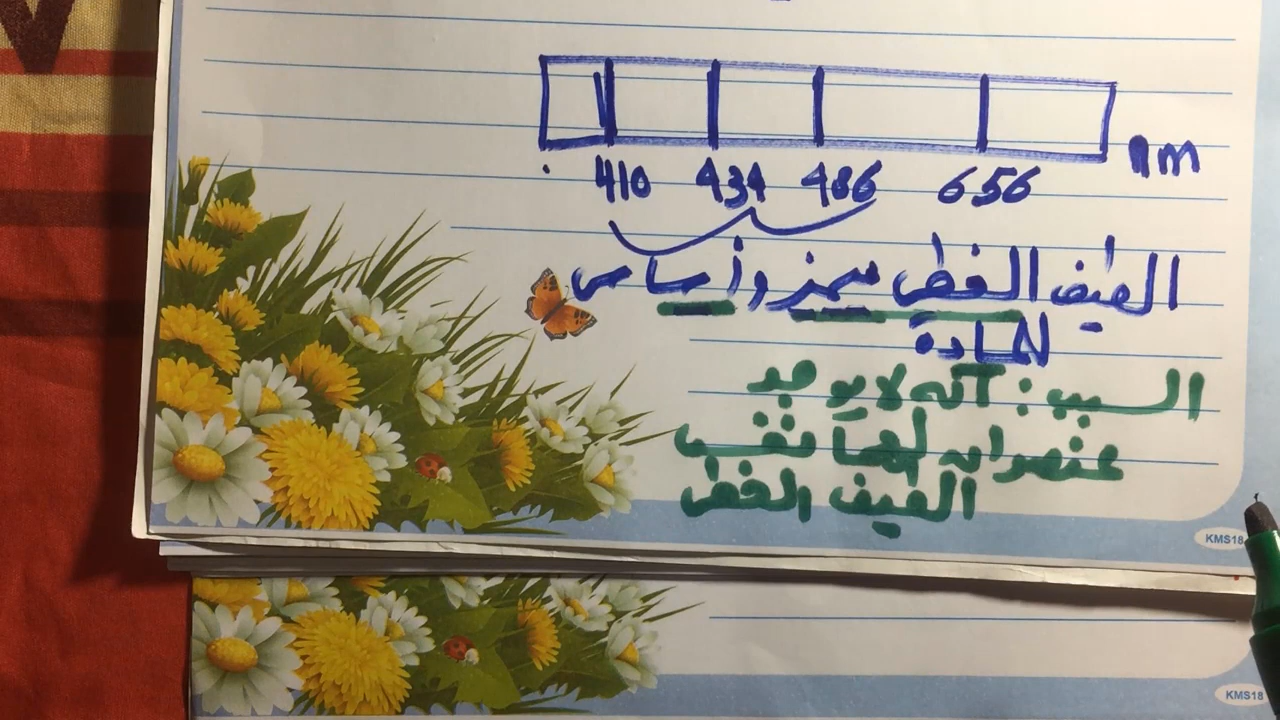 410 434 486 656 nm
الطيف الخطي مميز وأساسي
للمادة
السبب : أنه لا يوجد
عنصران لهما نفس
الطيف الخطي
KMS18
KMS18